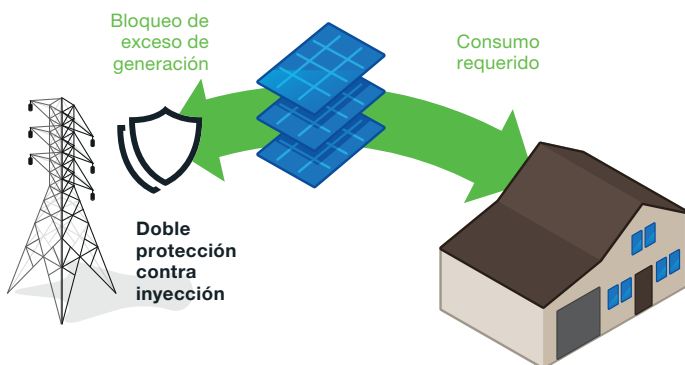 Bloqueo de
exceso de
generación
Consumo
requerido
Doble
protección
contra
inyección